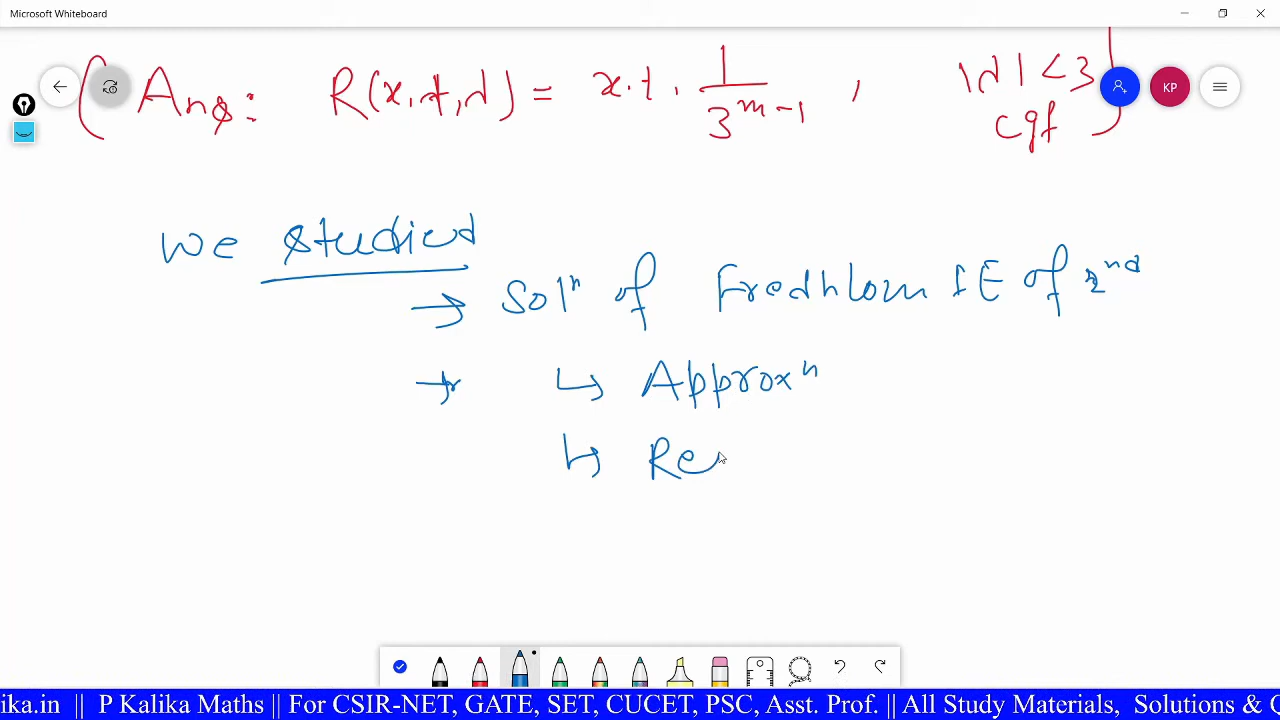 Microsoft Whiteboard
( Ans: R(x,t,λ) = x.t . 1/3^{m-1} , |λ| < 3 )
cgf
KP
We studied
→ Solⁿ of Fredhlom IE of 2ⁿᵈ
→ ↳ Approxⁿ
↳ Re
ika.in || P Kalika Maths || For CSIR-NET, GATE, SET, CUCET, PSC, Asst. Prof. || All Study Materials, Solutions & C